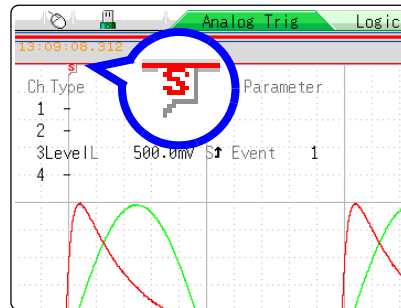 Analog Trig Logic
13:09:08.312
S
S
Ch Type Parameter
1 -
2 -
3LevelL 500.0mV S↥ Event 1
4 -